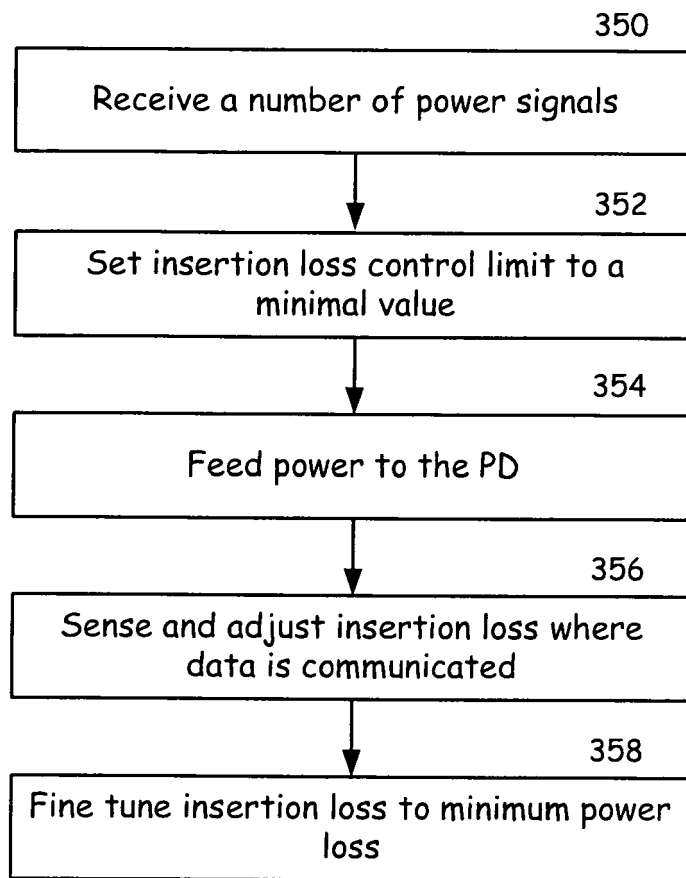 350
Receive a number of power signals
352
Set insertion loss control limit to a
minimal value
354
Feed power to the PD
356
Sense and adjust insertion loss where
data is communicated
358
Fine tune insertion loss to minimum power
loss